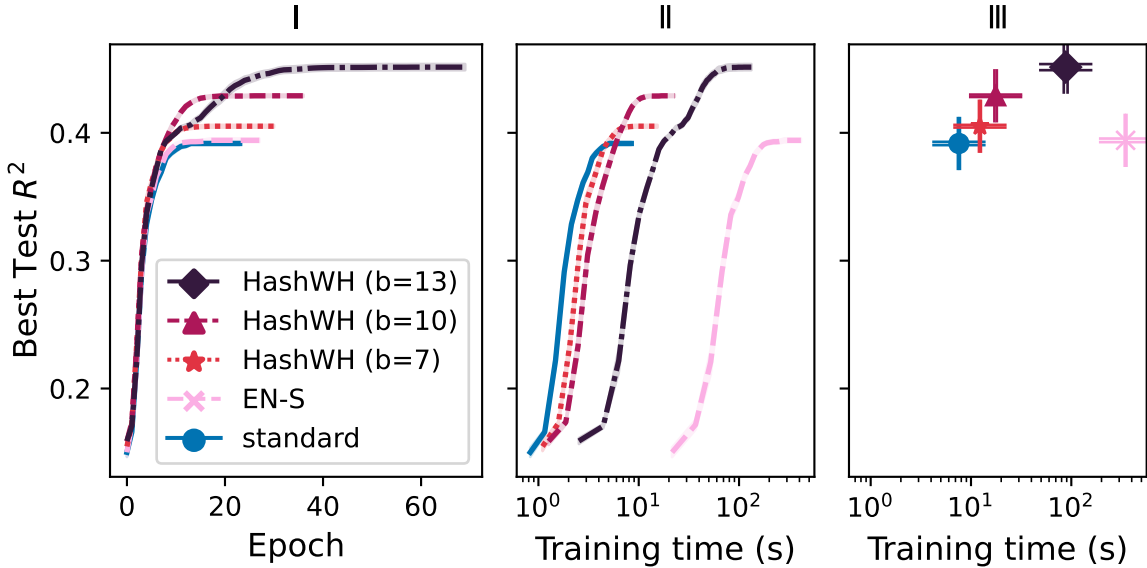 I
II
III
Best Test R²
0.4
0.3
0.2
HashWH (b=13)
HashWH (b=10)
HashWH (b=7)
EN-S
standard
0 20 40 60
Epoch
10⁰ 10¹ 10²
Training time (s)
10⁰ 10¹ 10²
Training time (s)